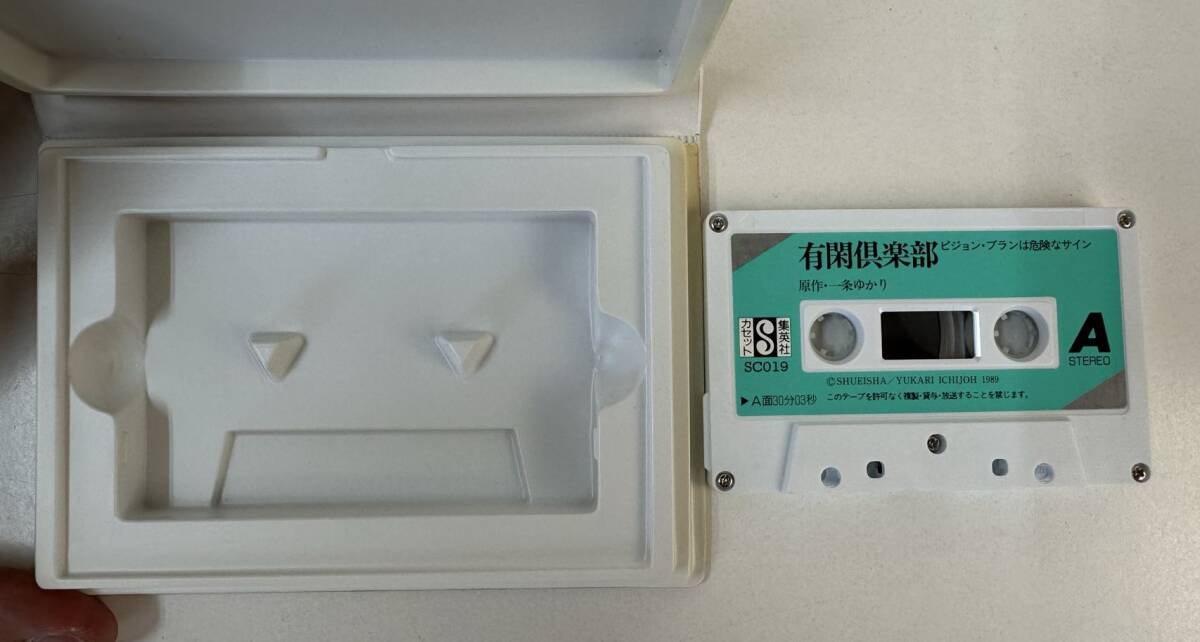 有閑倶楽部 ピジョン・ブランは危険なサイン
原作・一条ゆかり
集英社
S
カセット
SC019
A
STEREO
©SHUEISHA/YUKARI ICHIJOH 1989
▶A面30分03秒 このテープを許可なく複製・賃与・放送することを禁じます。